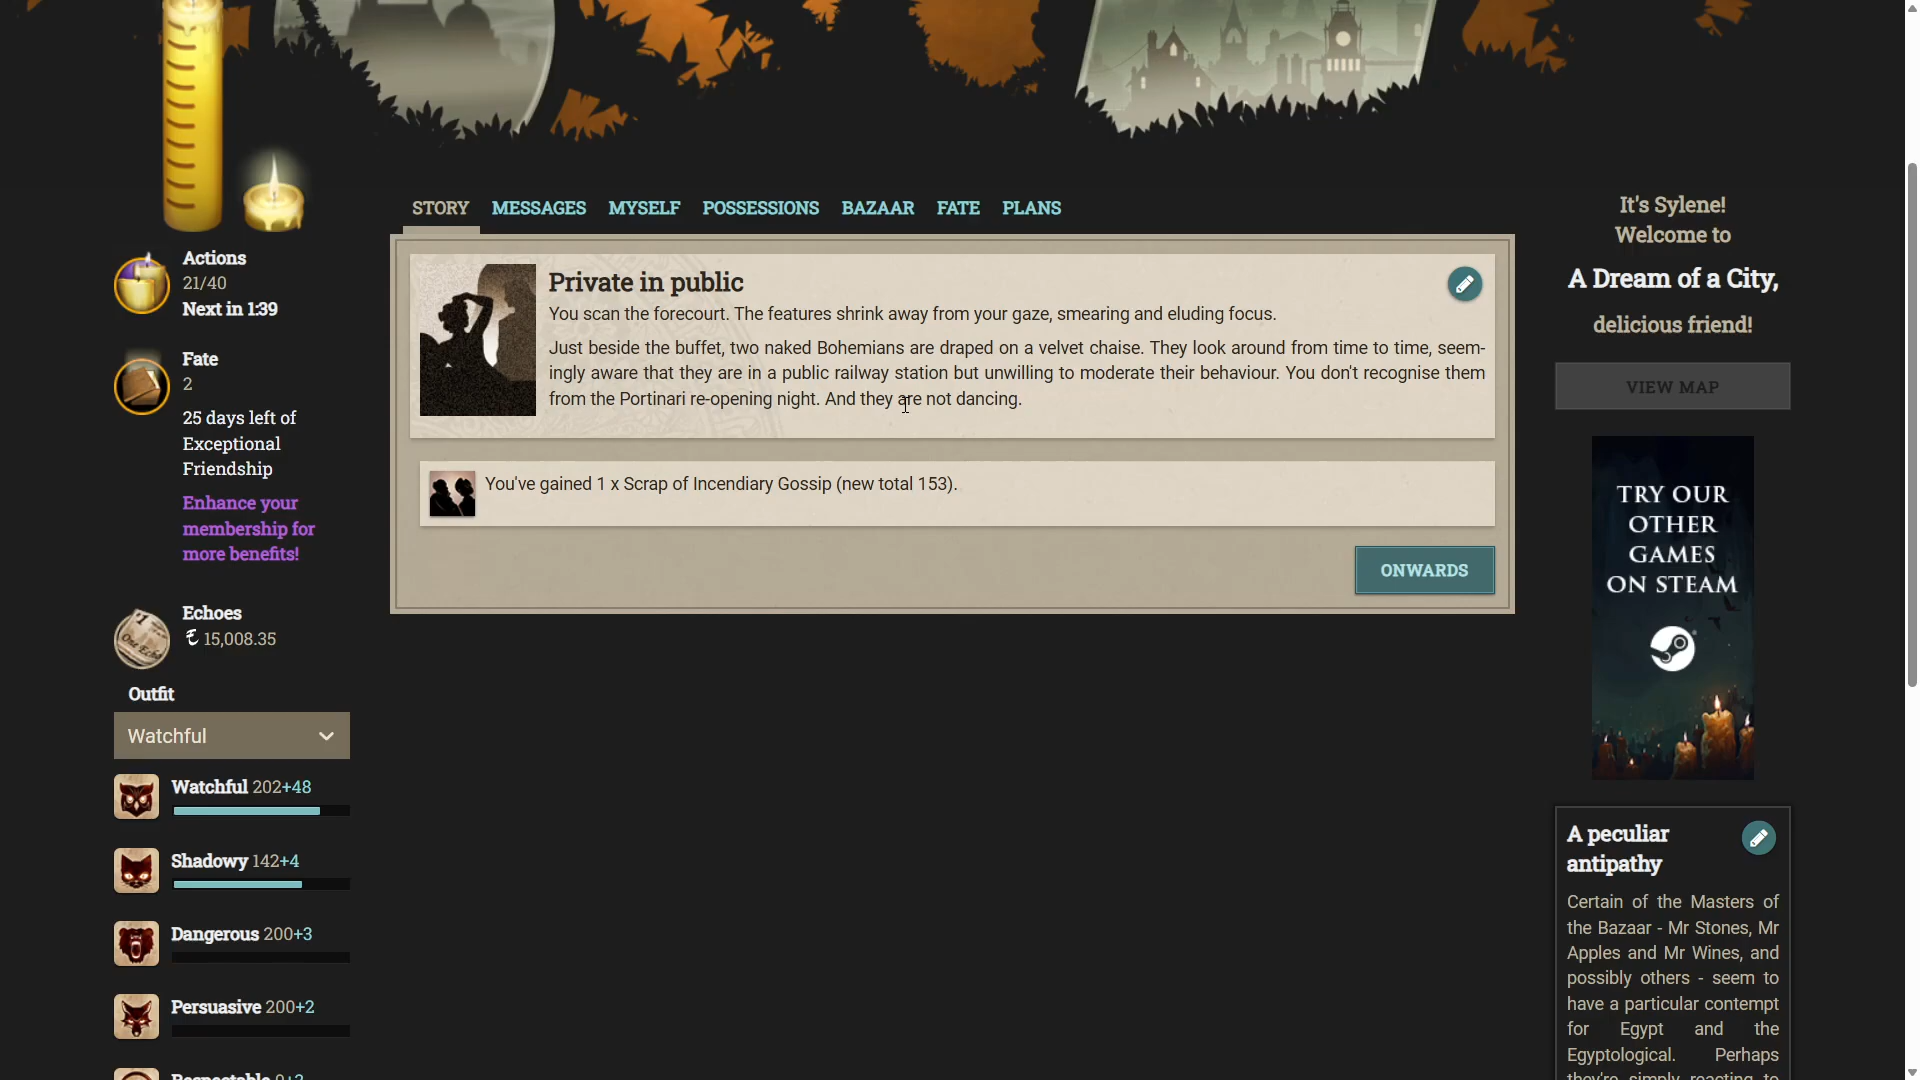 STORY MESSAGES MYSELF POSSESSIONS BAZAAR FATE PLANS
Actions
21/40
Next in 1:39
Fate
2
25 days left of
Exceptional
Friendship
Enhance your
membership for
more benefits!
Echoes
15,008.35
Outfit
Watchful
Watchful 202+48
Shadowy 142+4
Dangerous 200+3
Persuasive 200+2
Private in public
You scan the forecourt. The features shrink away from your gaze, smearing and eluding focus.
Just beside the buffet, two naked Bohemians are draped on a velvet chaise. They look around from time to time, seem-
ingly aware that they are in a public railway station but unwilling to moderate their behaviour. You don't recognise them
from the Portinari re-opening night. And they are not dancing.
You've gained 1 x Scrap of Incendiary Gossip (new total 153).
ONWARDS
It's Sylene!
Welcome to
A Dream of a City,
delicious friend!
VIEW MAP
TRY OUR
OTHER
GAMES
ON STEAM
A peculiar
antipathy
Certain of the Masters of
the Bazaar - Mr Stones, Mr
Apples and Mr Wines, and
possibly others - seem to
have a particular contempt
for Egypt and the
Egyptological. Perhaps